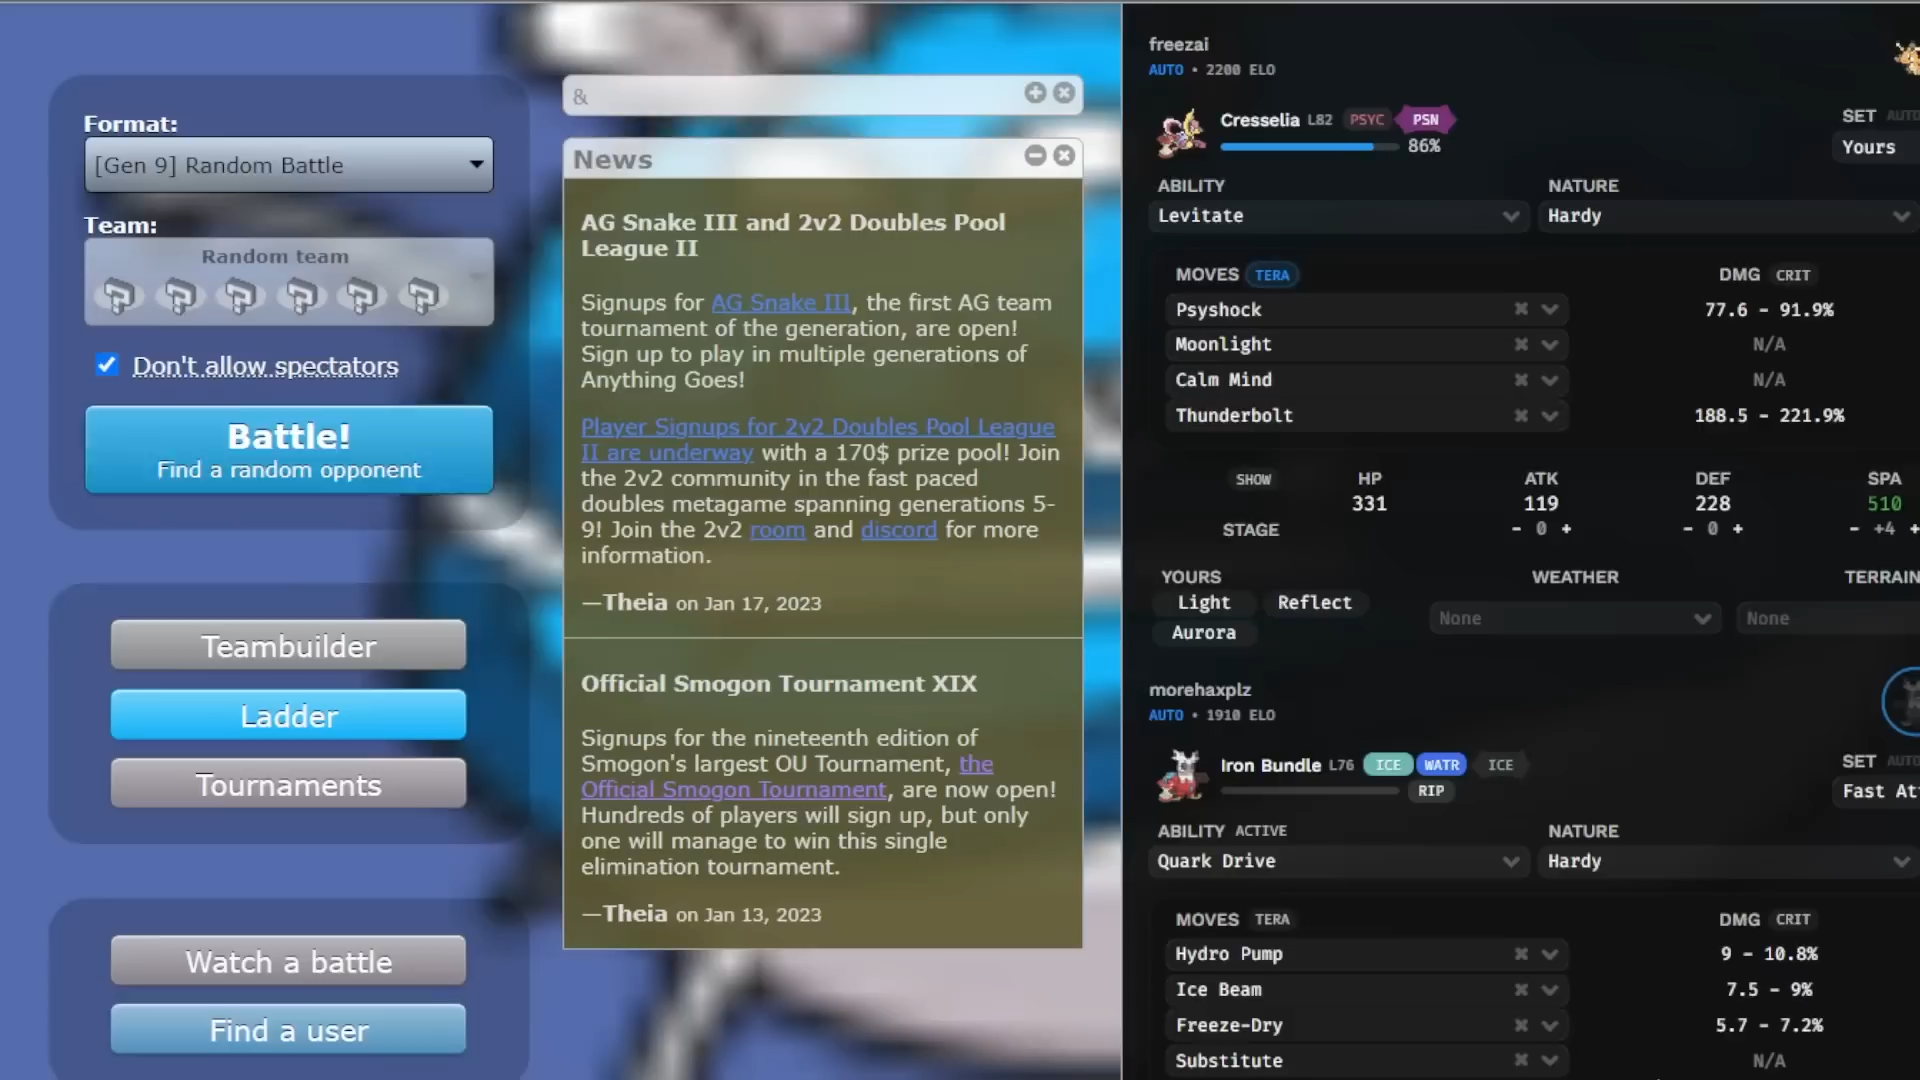 Format:
[Gen 9] Random Battle
Team:
Random team
Don't allow spectators
Battle!
Find a random opponent
Teambuilder
Ladder
Tournaments
Watch a battle
Find a user
&
News
AG Snake III and 2v2 Doubles Pool
League II
Signups for AG Snake III, the first AG team
tournament of the generation, are open!
Sign up to play in multiple generations of
Anything Goes!
Player Signups for 2v2 Doubles Pool League
II are underway with a 170$ prize pool! Join
the 2v2 community in the fast paced
doubles metagame spanning generations 5-
9! Join the 2v2 room and discord for more
information.
—Theia on Jan 17, 2023
Official Smogon Tournament XIX
Signups for the nineteenth edition of
Smogon's largest OU Tournament, the
Official Smogon Tournament, are now open!
Hundreds of players will sign up, but only
one will manage to win this single
elimination tournament.
—Theia on Jan 13, 2023
freezai
AUTO • 2200 ELO
Cresselia L82 PSYC PSN
86%
SET AUTO
Yours
ABILITY NATURE
Levitate Hardy
MOVES TERA DMG CRIT
Psyshock 77.6 – 91.9%
Moonlight N/A
Calm Mind N/A
Thunderbolt 188.5 – 221.9%
SHOW HP ATK DEF SPA
331 119 228 510
STAGE - 0 + - 0 + - +4 +
YOURS WEATHER TERRAIN
Light Reflect None None
Aurora
morehaxplz
AUTO • 1910 ELO
Iron Bundle L76 ICE WATR ICE
RIP
SET AUTO
Fast At
ABILITY ACTIVE NATURE
Quark Drive Hardy
MOVES TERA DMG CRIT
Hydro Pump 9 – 10.8%
Ice Beam 7.5 – 9%
Freeze-Dry 5.7 – 7.2%
Substitute N/A